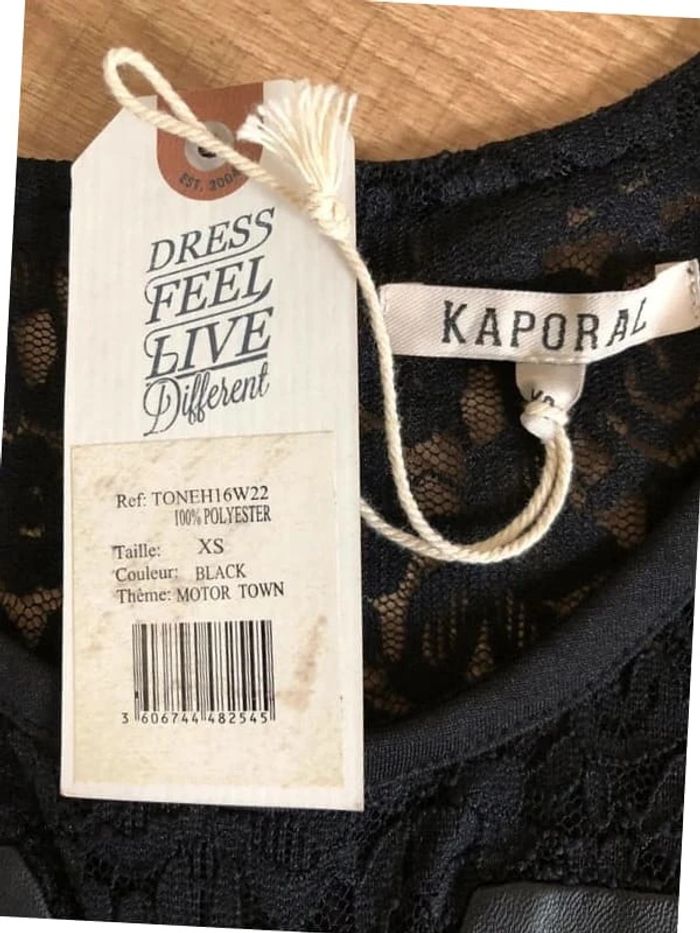 EST. 2004
DRESS
FEEL
LIVE
Different
KAPORAL
Ref: TONEH16W22
100% POLYESTER
Taille: XS
Couleur: BLACK
Thème: MOTOR TOWN
3 606744 482545